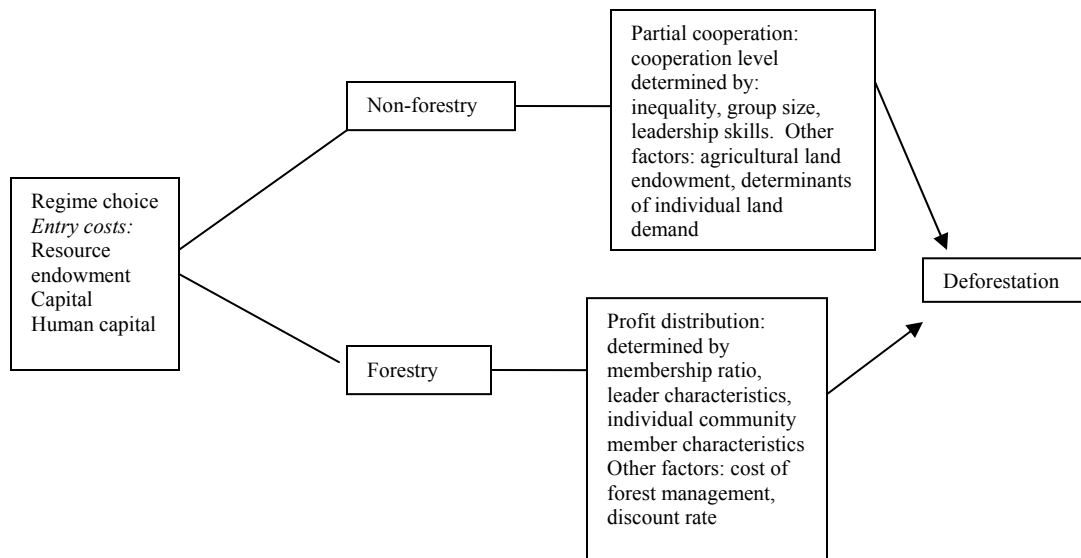 Regime choice
Entry costs:
Resource
endowment
Capital
Human capital
Non-forestry
Partial cooperation:
cooperation level
determined by:
inequality, group size,
leadership skills.  Other
factors: agricultural land
endowment, determinants
of individual land
demand
Forestry
Profit distribution:
determined by
membership ratio,
leader characteristics,
individual community
member characteristics
Other factors: cost of
forest management,
discount rate
Deforestation